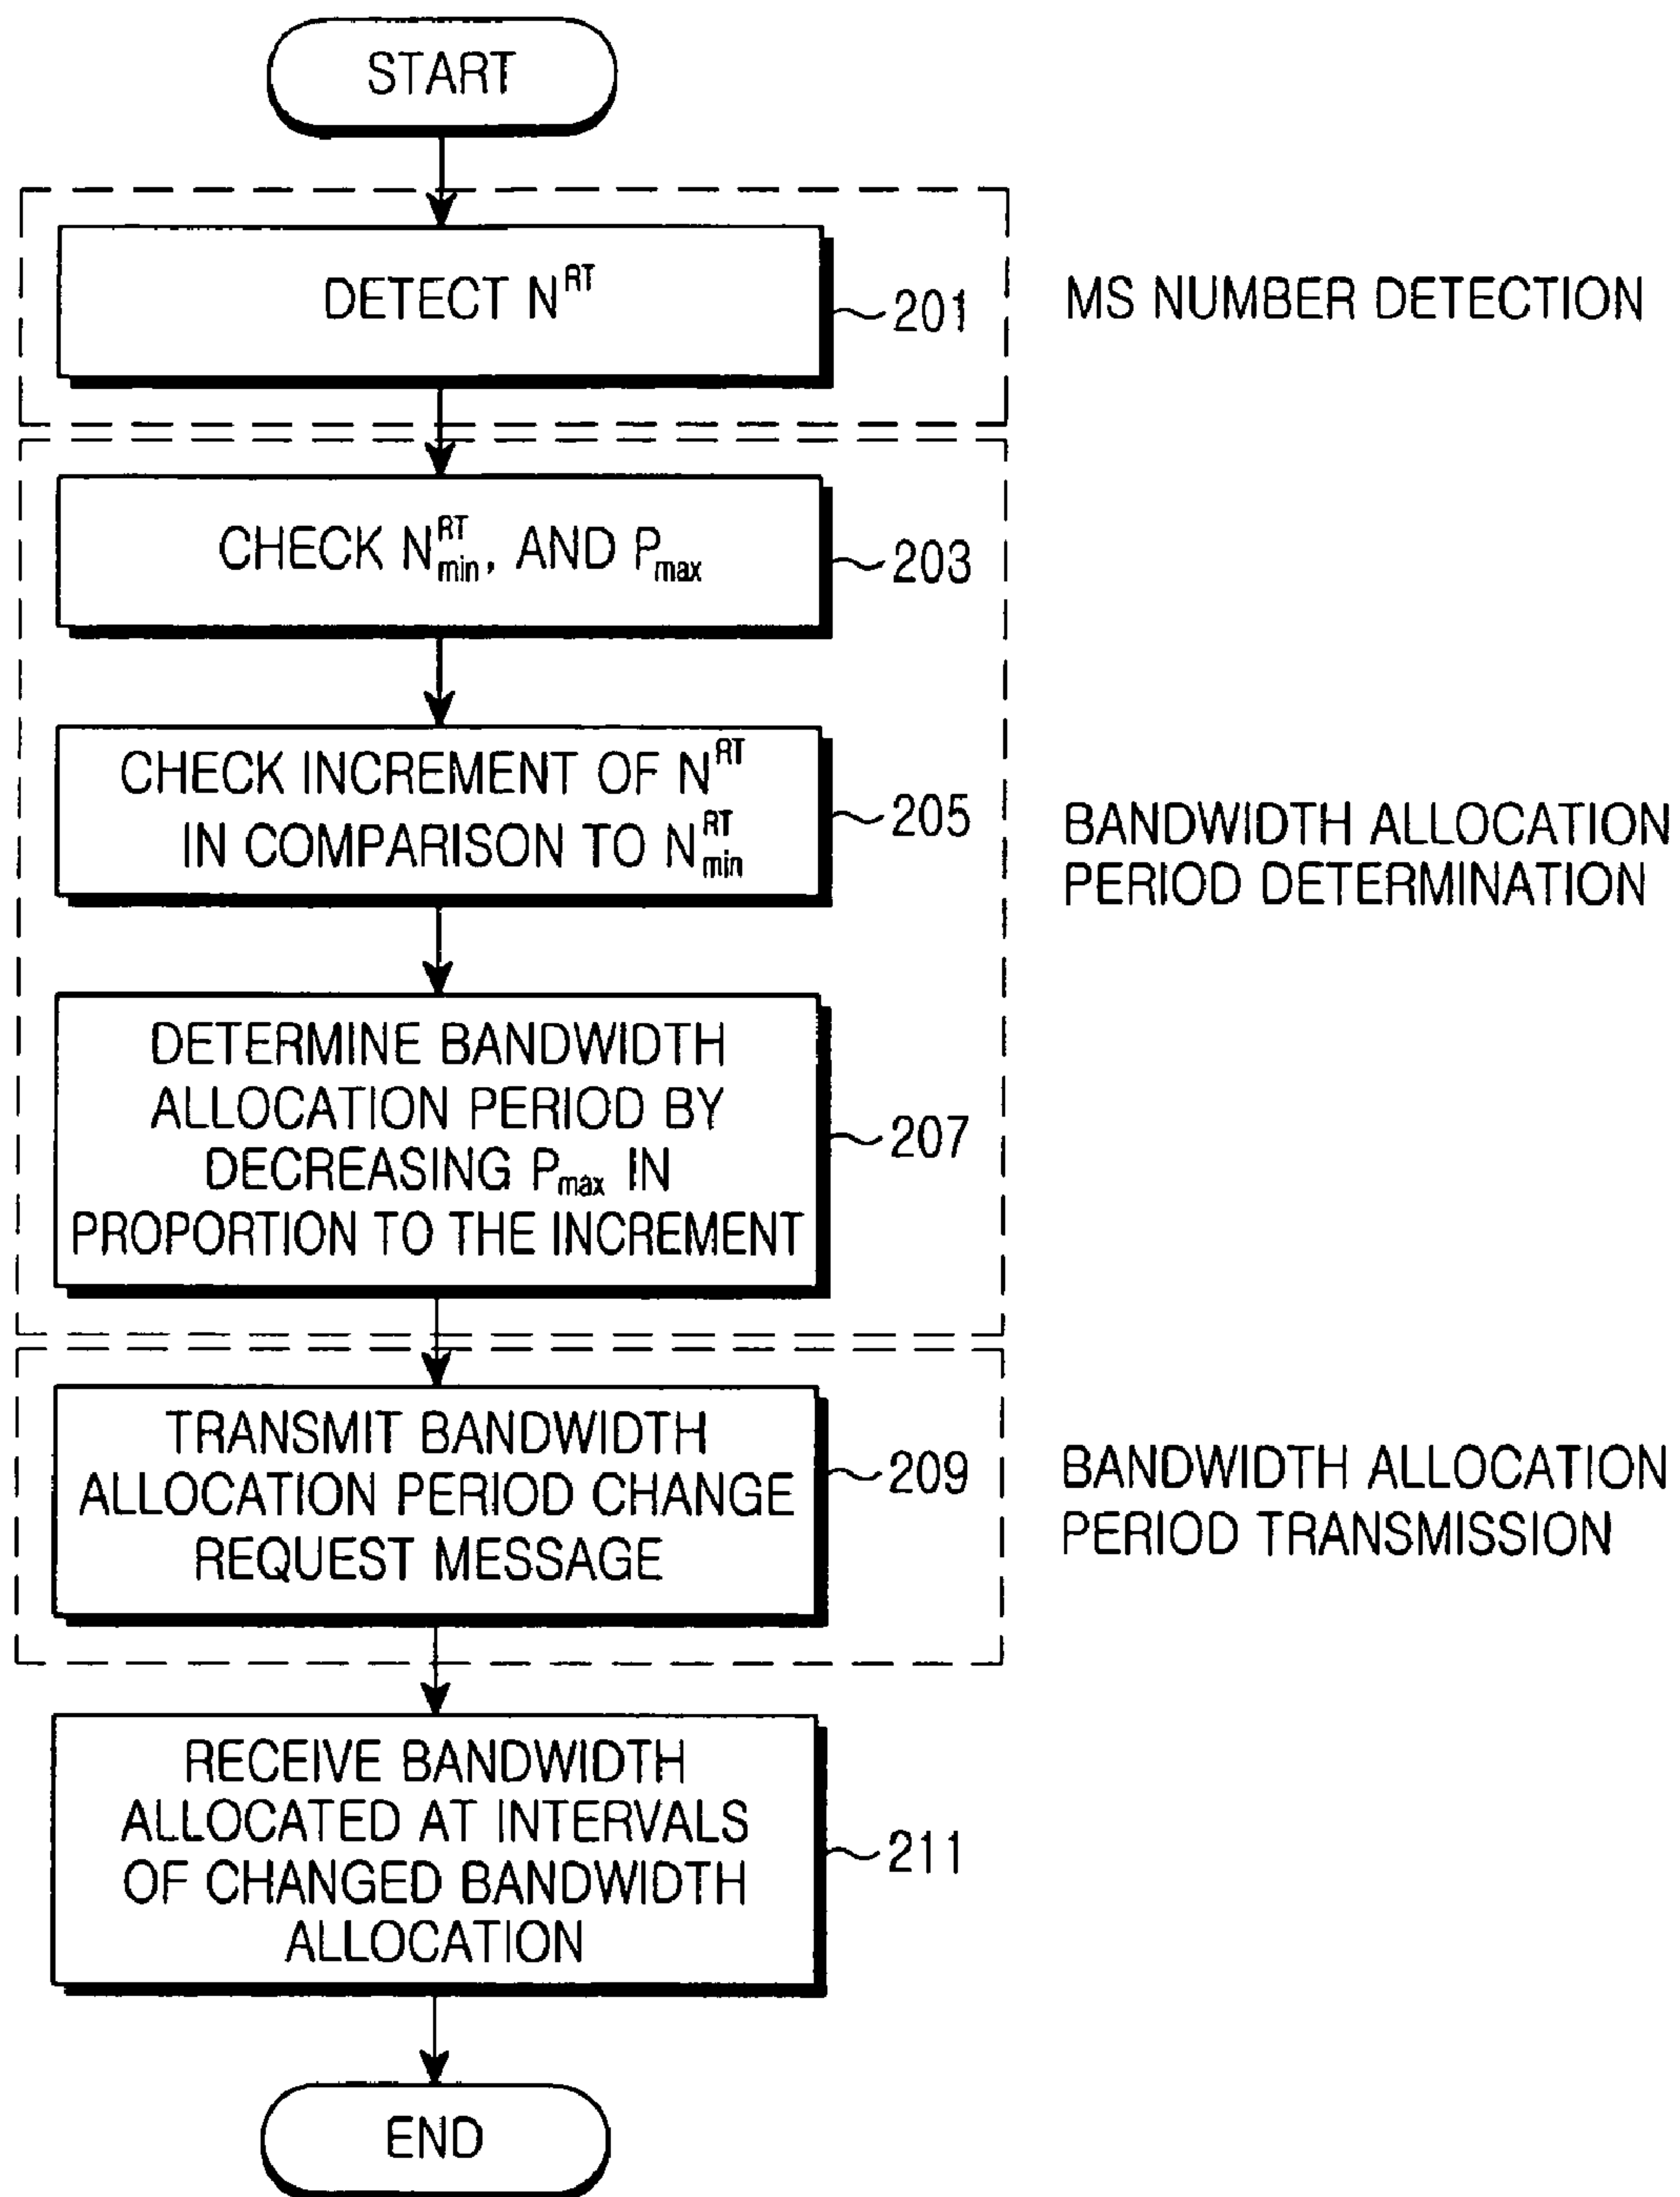 START
DETECT N^RT
201
MS NUMBER DETECTION
CHECK N^RT_min, AND P_max
203
CHECK INCREMENT OF N^RT
IN COMPARISON TO N^RT_min
205
BANDWIDTH ALLOCATION
PERIOD DETERMINATION
DETERMINE BANDWIDTH
ALLOCATION PERIOD BY
DECREASING P_max IN
PROPORTION TO THE INCREMENT
207
TRANSMIT BANDWIDTH
ALLOCATION PERIOD CHANGE
REQUEST MESSAGE
209
BANDWIDTH ALLOCATION
PERIOD TRANSMISSION
RECEIVE BANDWIDTH
ALLOCATED AT INTERVALS
OF CHANGED BANDWIDTH
ALLOCATION
211
END